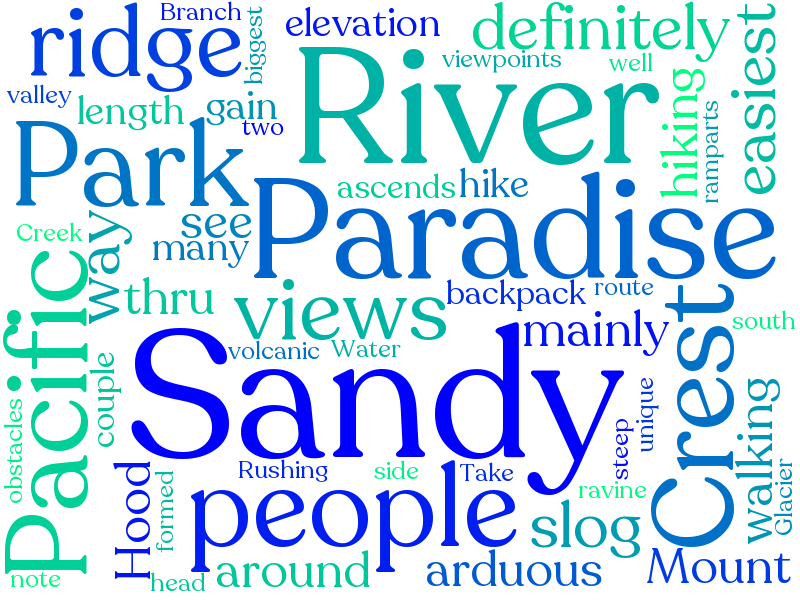 Branch
elevation
definitely
ridge
biggest
River
viewpoints
well
easiest
valley
length
gain
two
hiking
ramparts
Park
ascends
hike
Paradise
see
many
Creek
way
thru
views
backpack
route
Pacific
Crest
south
mainly
volcanic
Water
Sandy
couple
obstacles
unique
walking
steep
Hood
formed
Rushing
side
Take
Glacier
people
ravine
slog
note
head
around
arduous
Mount